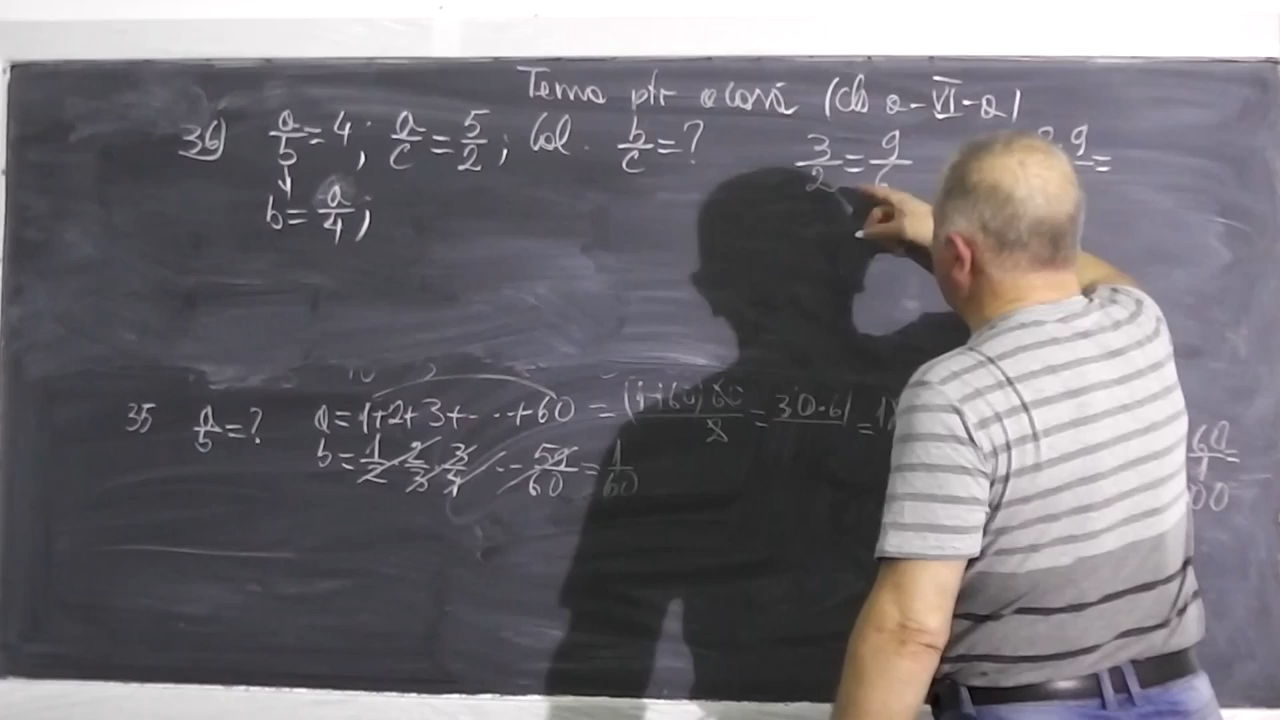 Tema ptr acasă (cls a-VI-a)
36) a/b = 4; a/c = 5/2; Cal. b/c = ? 3/2 = 9/6
b = a/4;
35 a/b = ? a = 1+2+3+...+60 = (1+60)60/2 = 30·61
b = 1/2 2/3 3/4 ... 59/60 = 1/60